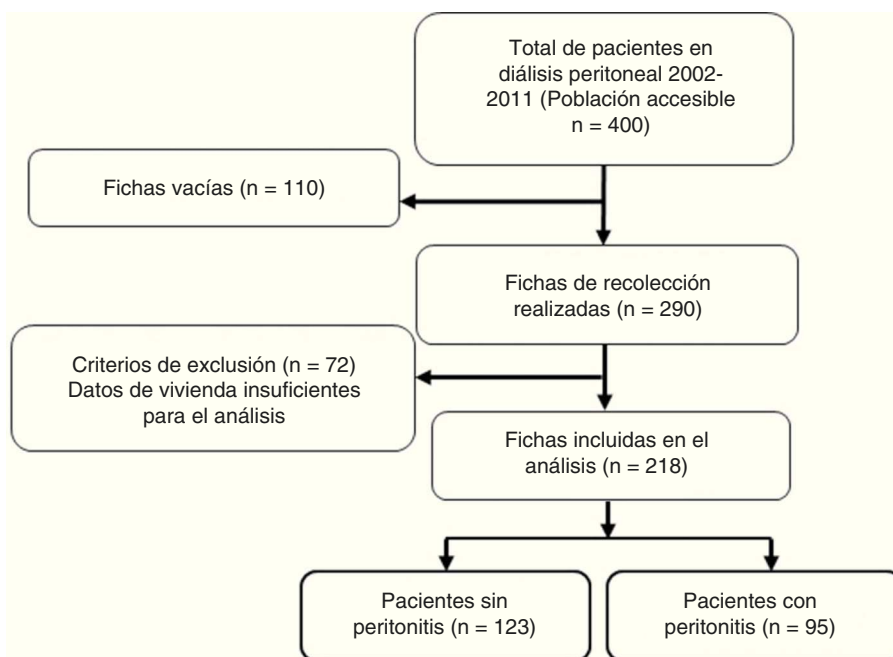 Total de pacientes en
diálisis peritoneal 2002-
2011 (Población accesible
n = 400)
Fichas vacías (n = 110)
Fichas de recolección
realizadas (n = 290)
Criterios de exclusión (n = 72)
Datos de vivienda insuficientes
para el análisis
Fichas incluidas en el
análisis (n = 218)
Pacientes sin
peritonitis (n = 123)
Pacientes con
peritonitis (n = 95)